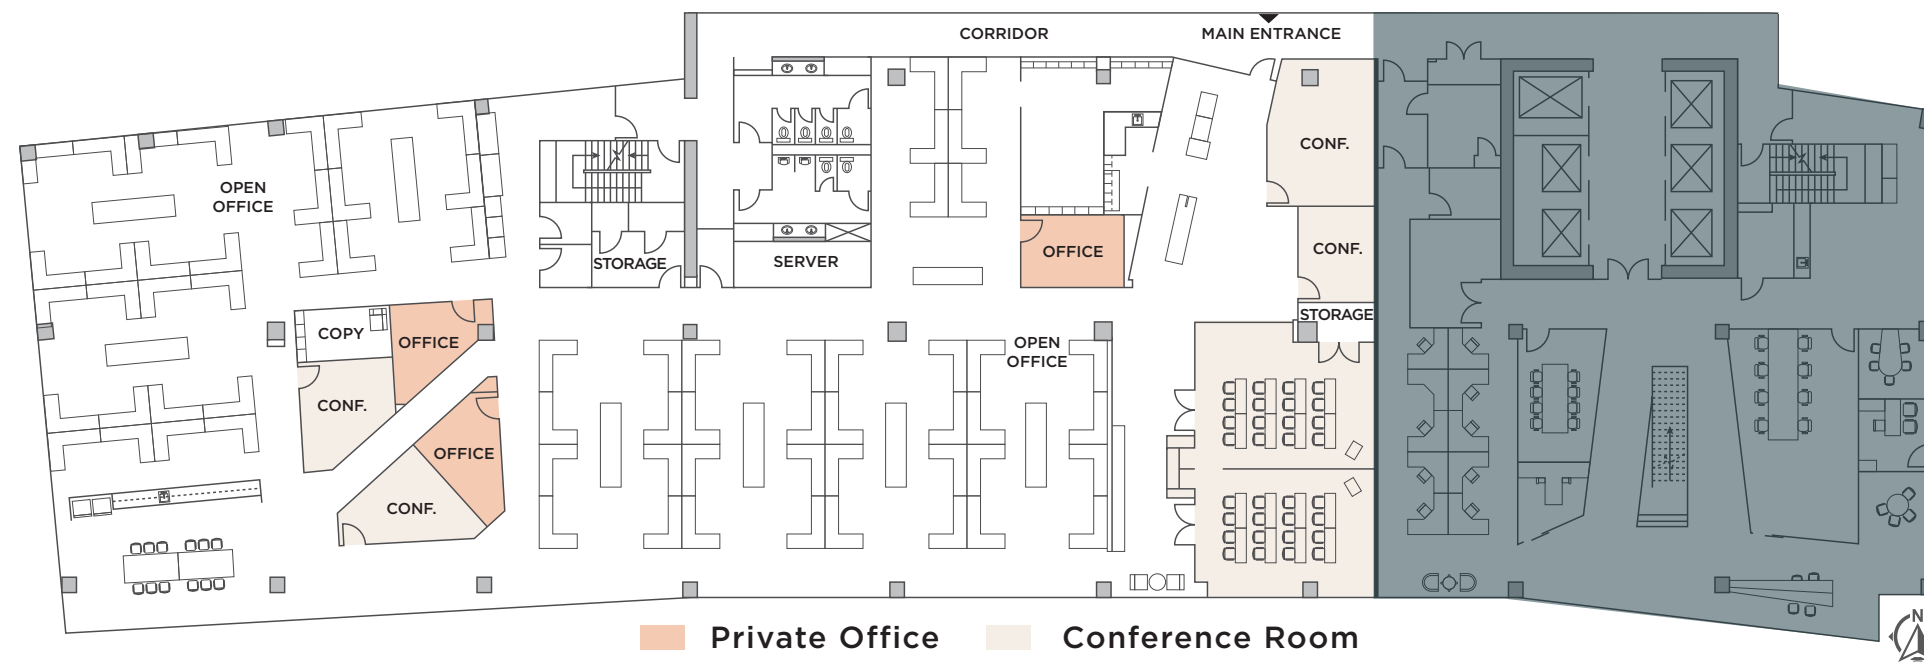 CORRIDOR
MAIN ENTRANCE
CONF.
OPEN
OFFICE
CONF.
OFFICE
STORAGE
SERVER
STORAGE
COPY
OFFICE
OPEN
OFFICE
CONF.
OFFICE
CONF.
N
Private Office
Conference Room